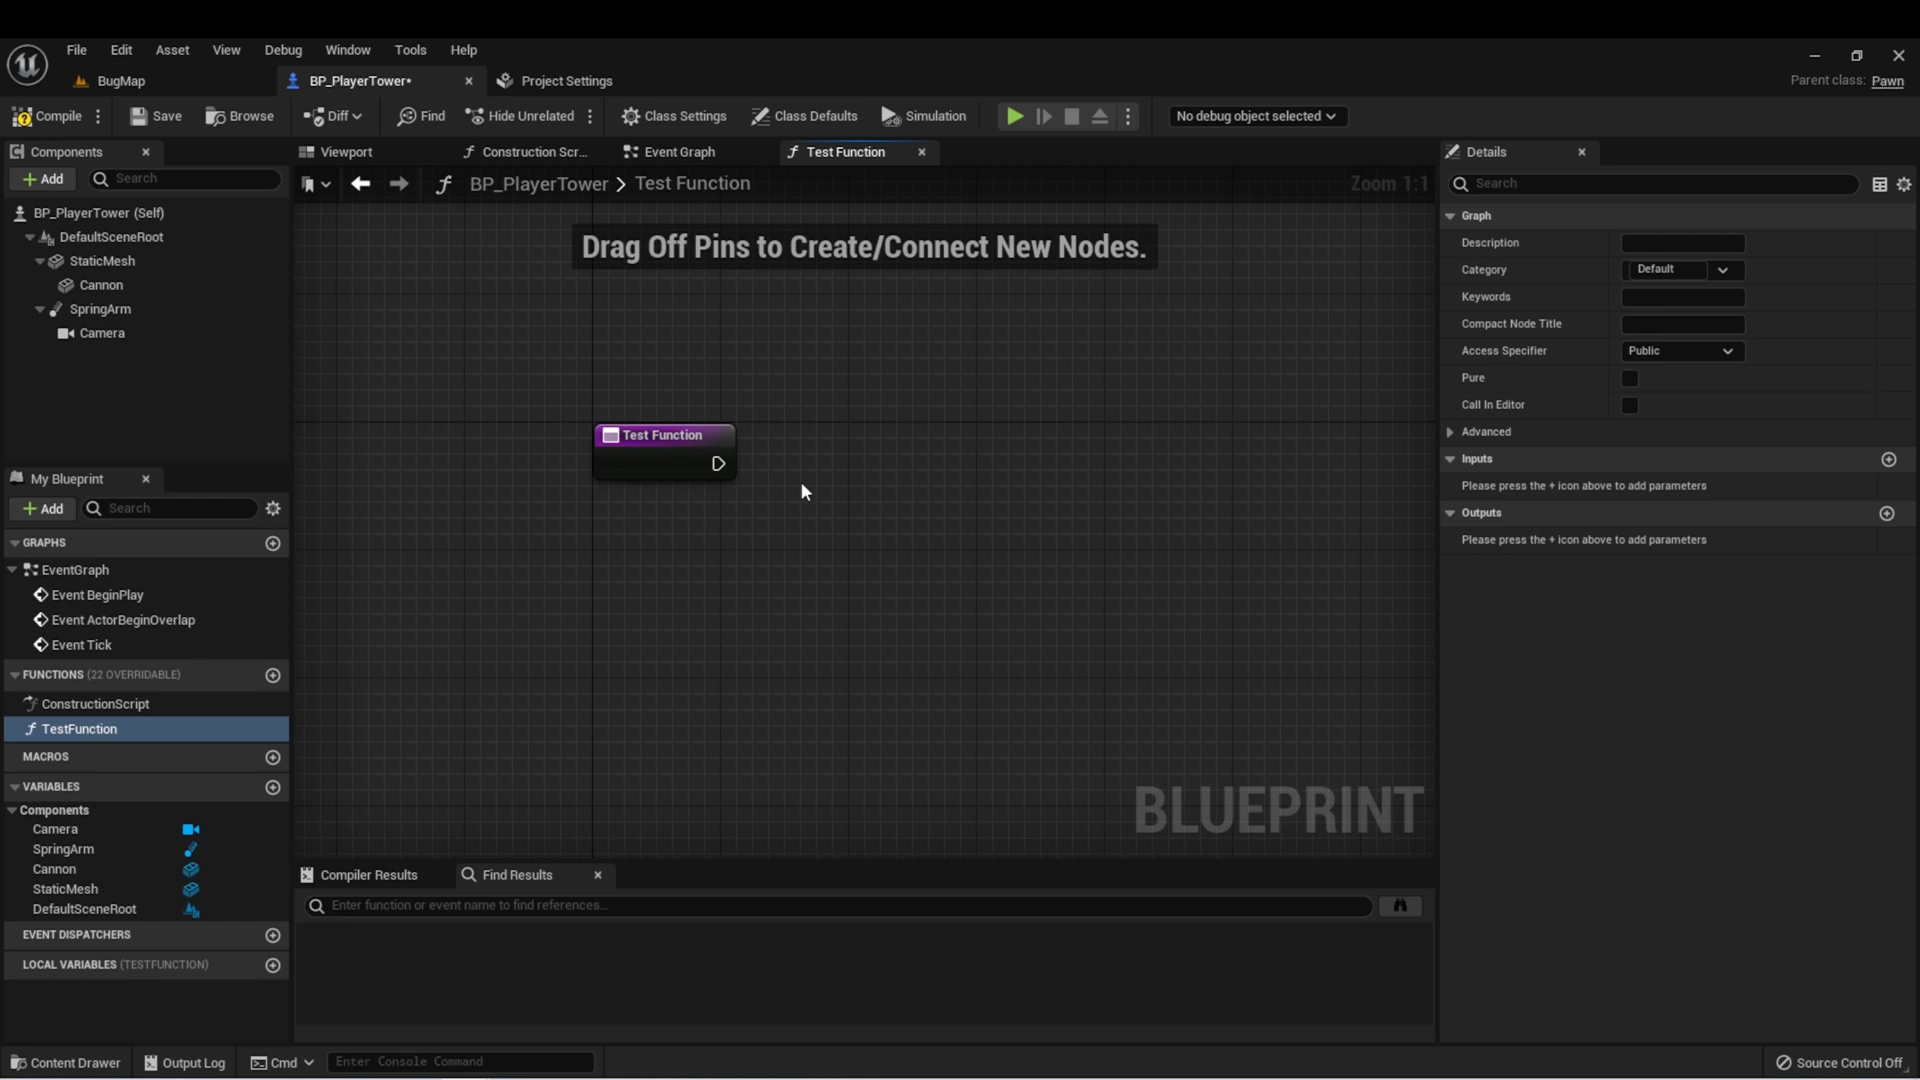 File Edit Asset View Debug Window Tools Help
BugMap BP_PlayerTower* Project Settings Parent class: Pawn
Compile Save Browse Diff Find Hide Unrelated Class Settings Class Defaults Simulation No debug object selected
Components
Add Search
BP_PlayerTower (Self)
DefaultSceneRoot
StaticMesh
Cannon
SpringArm
Camera
My Blueprint
Add Search
GRAPHS
EventGraph
Event BeginPlay
Event ActorBeginOverlap
Event Tick
FUNCTIONS (22 OVERRIDABLE)
ConstructionScript
TestFunction
MACROS
VARIABLES
Components
Camera
SpringArm
Cannon
StaticMesh
DefaultSceneRoot
EVENT DISPATCHERS
LOCAL VARIABLES (TESTFUNCTION)
Viewport Construction Scr... Event Graph Test Function
BP_PlayerTower > Test Function Zoom 1:1
Drag Off Pins to Create/Connect New Nodes.
Test Function
BLUEPRINT
Compiler Results Find Results
Enter function or event name to find references...
Details
Search
Graph
Description
Category Default
Keywords
Compact Node Title
Access Specifier Public
Pure
Call In Editor
Advanced
Inputs
Please press the + icon above to add parameters
Outputs
Please press the + icon above to add parameters
Content Drawer Output Log Cmd Enter Console Command Source Control Off